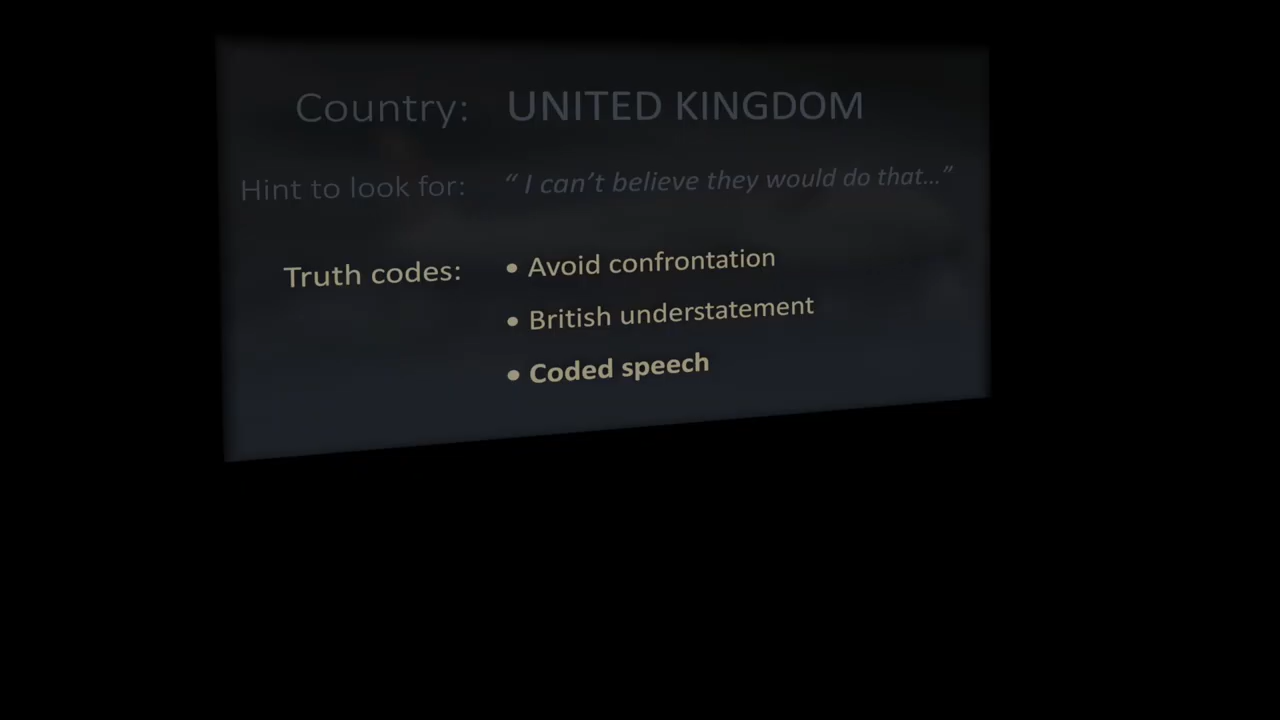 Country: UNITED KINGDOM
Hint to look for: “ I can’t believe they would do that…”
Truth codes: • Avoid confrontation
• British understatement
• Coded speech